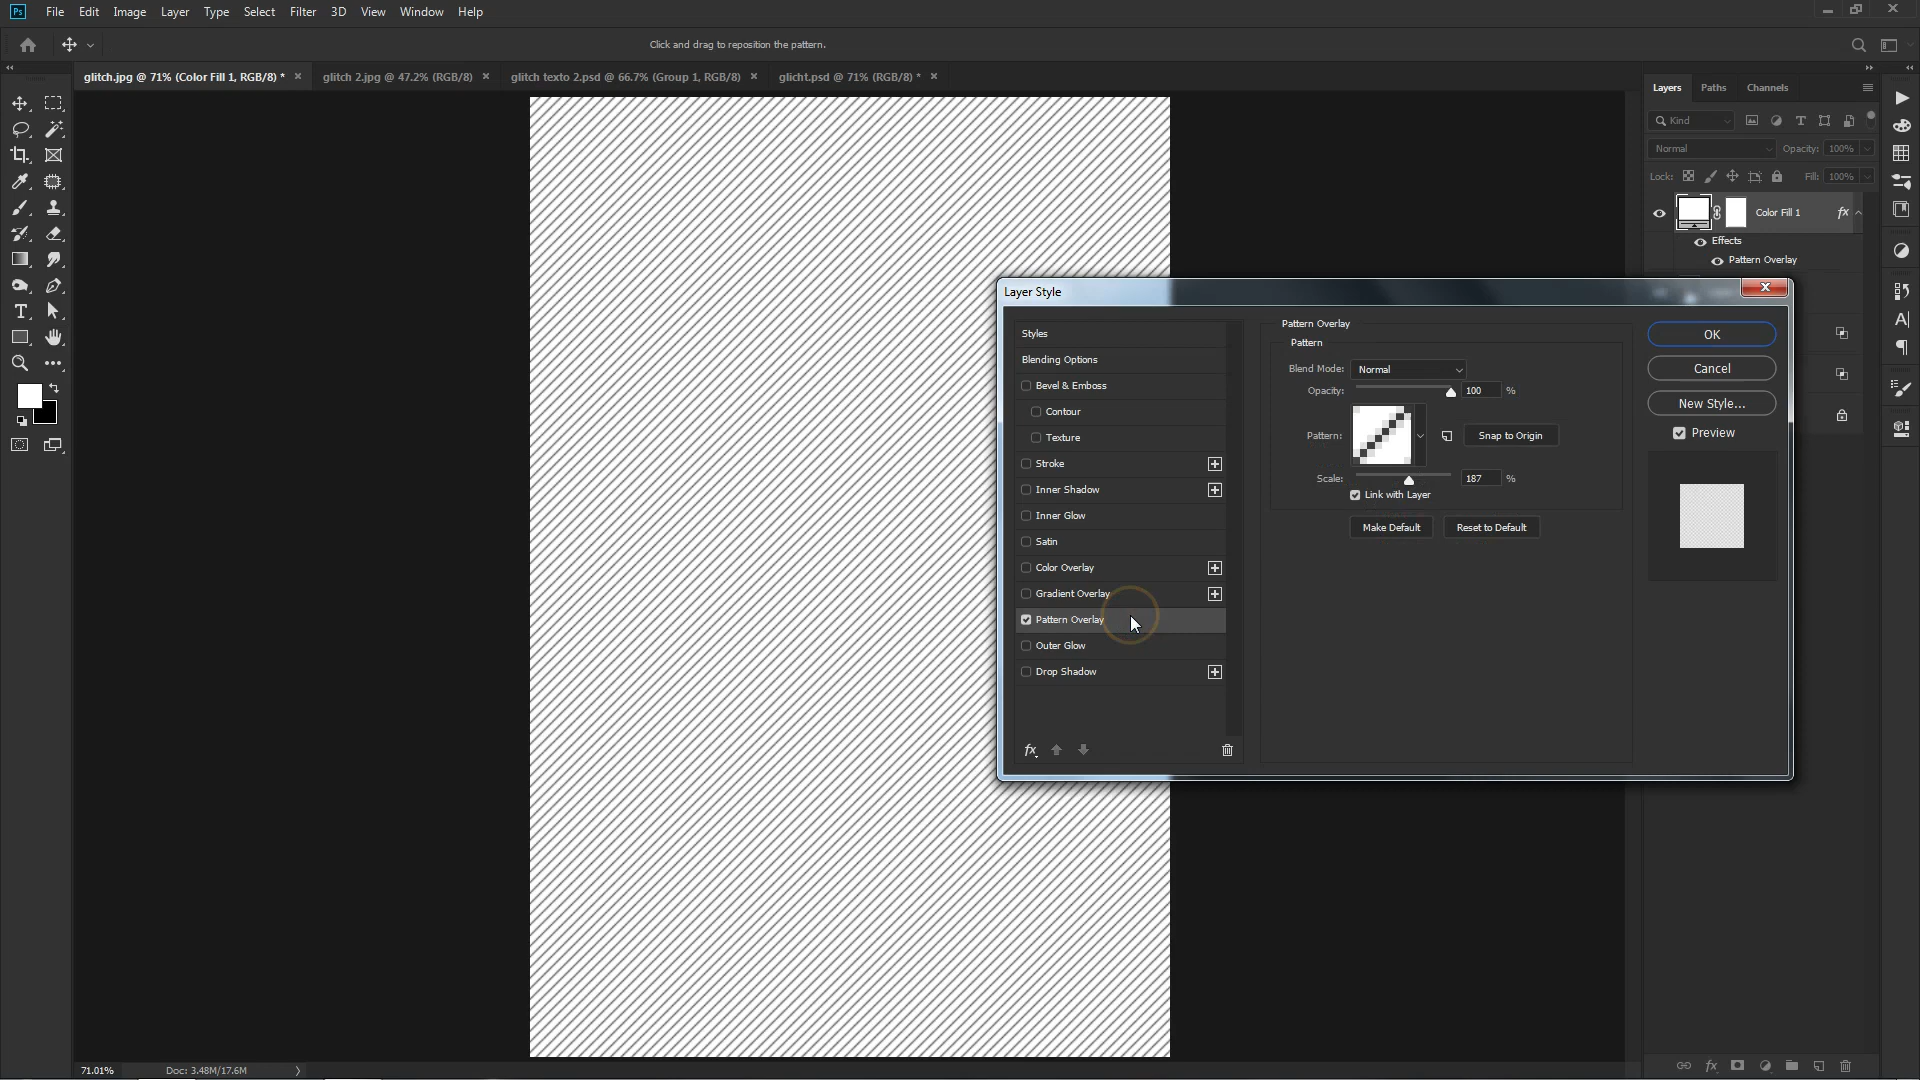 Ps File Edit Image Layer Type Select Filter 3D View Window Help
Click and drag to reposition the pattern.
glitch.jpg @ 71% (Color Fill 1, RGB/8) * glitch 2.jpg @ 47.2% (RGB/8) glitch texto 2.psd @ 66.7% (Group 1, RGB/8) glicht.psd @ 71% (RGB/8) *
Layers Paths Channels
Kind
Normal Opacity: 100%
Lock: Fill: 100%
Color Fill 1 fx
Effects
Pattern Overlay
Layer Style
Styles
Blending Options
Bevel & Emboss
Contour
Texture
Stroke
Inner Shadow
Inner Glow
Satin
Color Overlay
Gradient Overlay
Pattern Overlay
Outer Glow
Drop Shadow
fx
Pattern Overlay
Pattern
Blend Mode: Normal
Opacity: 100 %
Pattern: Snap to Origin
Scale: 187 %
Link with Layer
Make Default Reset to Default
OK
Cancel
New Style...
Preview
71.01% Doc: 3.48M/17.6M
fx